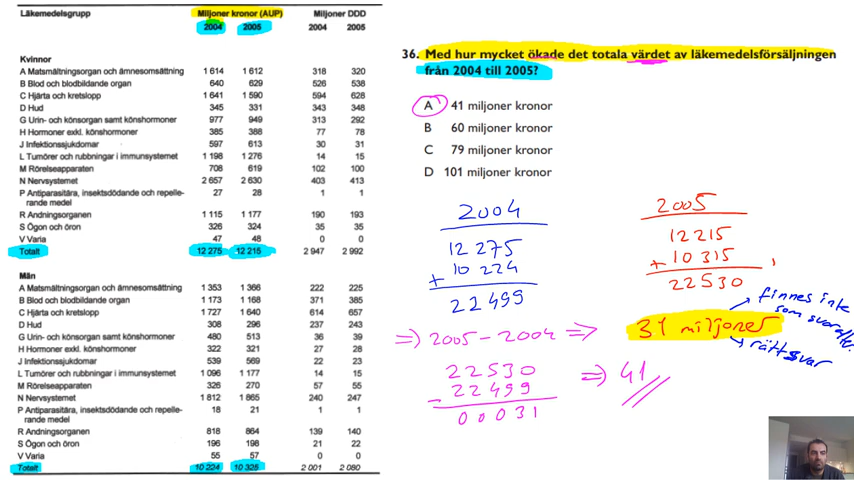 Läkemedelsgrupp Miljoner kronor (AUP) Miljoner DDD
2004 2005 2004 2005
Kvinnor
A Matsmältningsorgan och ämnesomsättning 1 614 1 612 318 320
B Blod och blodbildande organ 640 629 526 538
C Hjärta och kretslopp 1 641 1 590 594 628
D Hud 345 331 343 348
G Urin- och könsorgan samt könshormoner 977 949 313 292
H Hormoner exkl. könshormoner 385 388 77 78
J Infektionssjukdomar 597 613 30 31
L Tumörer och rubbningar i immunsystemet 1 198 1 276 14 15
M Rörelseapparaten 708 619 102 100
N Nervsystemet 2 657 2 630 403 413
P Antiparasitära, insektsdödande och repelle-
rande medel 27 28 1 1
R Andningsorganen 1 115 1 177 190 193
S Ögon och öron 326 324 35 35
V Varia 47 48 0 0
Totalt 12 275 12 215 2 947 2 992
Män
A Matsmältningsorgan och ämnesomsättning 1 353 1 366 222 225
B Blod och blodbildande organ 1 173 1 168 371 385
C Hjärta och kretslopp 1 727 1 640 614 657
D Hud 308 296 237 243
G Urin- och könsorgan samt könshormoner 480 513 36 39
H Hormoner exkl. könshormoner 322 321 27 28
J Infektionssjukdomar 539 569 22 23
L Tumörer och rubbningar i immunsystemet 1 096 1 177 14 15
M Rörelseapparaten 326 270 57 55
N Nervsystemet 1 812 1 865 240 247
P Antiparasitära, insektsdödande och repelle-
rande medel 18 21 1 1
R Andningsorganen 818 864 139 140
S Ögon och öron 196 198 21 22
V Varia 55 57 0 0
Totalt 10 224 10 325 2 001 2 080
36. Med hur mycket ökade det totala värdet av läkemedelsförsäljningen
från 2004 till 2005?
A 41 miljoner kronor
B 60 miljoner kronor
C 79 miljoner kronor
D 101 miljoner kronor
2004
12 275
+ 10 224
22 499
2005
12215
+ 10 315
22530
⇒ 2005 - 2004 ⇒ 31 miljoner
finnes inte
som
rätt svar
22530
- 22499
00031
⇒ 41